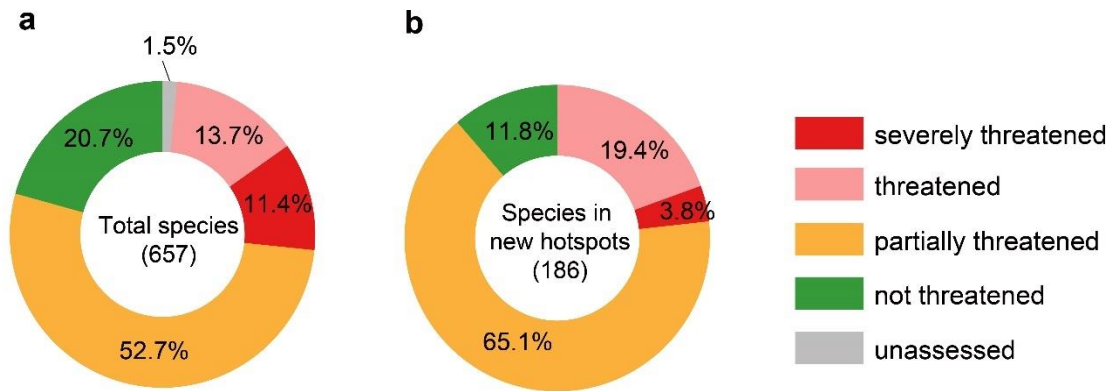 a
1.5%
20.7%
13.7%
11.4%
Total species
(657)
52.7%
b
11.8%
19.4%
3.8%
Species in
new hotspots
(186)
65.1%
severely threatened
threatened
partially threatened
not threatened
unassessed